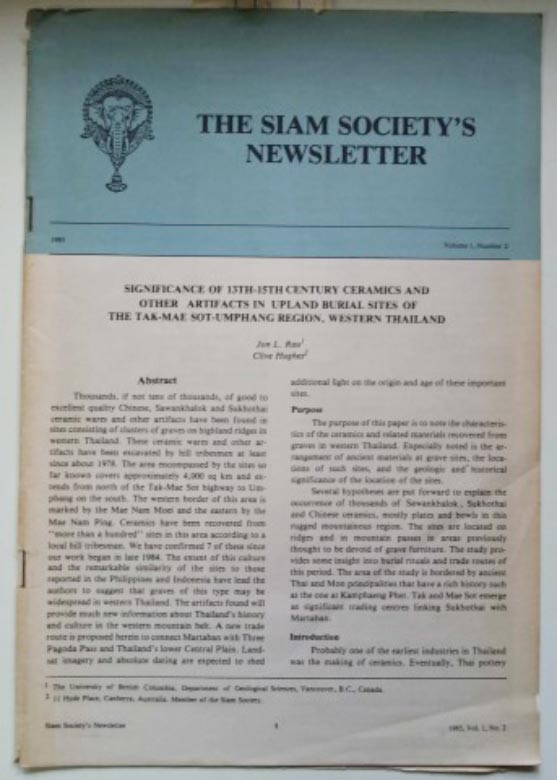 THE SIAM SOCIETY'S
NEWSLETTER
1985
Volume 1, Number 2
SIGNIFICANCE OF 13TH-15TH CENTURY CERAMICS AND
OTHER ARTIFACTS IN UPLAND BURIAL SITES OF
THE TAK-MAE SOT-UMPHANG REGION, WESTERN THAILAND
Jon L. Rau1
Clive Hugher2
Abstract
Thousands, if not tens of thousands, of good to
excellent quality Chinese, Sawankhalok and Sukhothai
ceramic wares and other artifacts have been found in
sites consisting of clusters of graves on highland ridges in
western Thailand. These ceramic wares and other ar-
tifacts have been excavated by hill tribesmen at least
since about 1978. The area encompassed by the sites so
far known covers approximately 4,000 sq km and ex-
tends from north of the Tak-Mae Sot highway to Um-
phang on the south. The western border of this area is
marked by the Mae Nam Moei and the eastern by the
Mae Nam Ping. Ceramics have been recovered from
"more than a hundred" sites in this area according to a
local hill tribesman. We have confirmed 7 of these since
our work began in late 1984. The extent of this culture
and the remarkable similarity of the sites to those
reported in the Philippines and Indonesia have lead the
authors to suggest that graves of this type may be
widespread in western Thailand. The artifacts found will
provide much new information about Thailand's history
and culture in the western mountain belt. A new trade
route is proposed herein to connect Martaban with Three
Pagoda Pass and Thailand's lower Central Plain. Land-
sat imagery and absolute dating are expected to shed
additional light on the origin and age of these important
sites.
Purpose
The purpose of this paper is to note the characteris-
tics of the ceramics and related materials recovered from
graves in western Thailand. Especially noted is the ar-
rangement of ancient materials at grave sites, the loca-
tions of such sites, and the geologic and historical
significance of the location of the sites.
Several hypotheses are put forward to explain the
occurrence of thousands of Sawankhalok, Sukhothai
and Chinese ceramics, mostly plates and bowls in this
rugged mountainous region. The sites are located on
ridges and in mountain passes in areas previously
thought to be devoid of grave furniture. The study pro-
vides some insight into burial rituals and trade routes of
this period. The area of the study is bordered by ancient
Thai and Mon principalities that have a rich history such
as the one at Kamphaeng Phet. Tak and Mae Sot emerge
as significant trading centres linking Sukhothai with
Martaban.
Introduction
Probably one of the earliest industries in Thailand
was the making of ceramics. Eventually, Thai pottery
1 The University of British Columbia, Department of Geological Sciences, Vancouver, B.C., Canada.
2 Hyde Place, Canberra, Australia. Member of the Siam Society.
Siam Society's Newsletter
1985, Vol. 1, No. 2